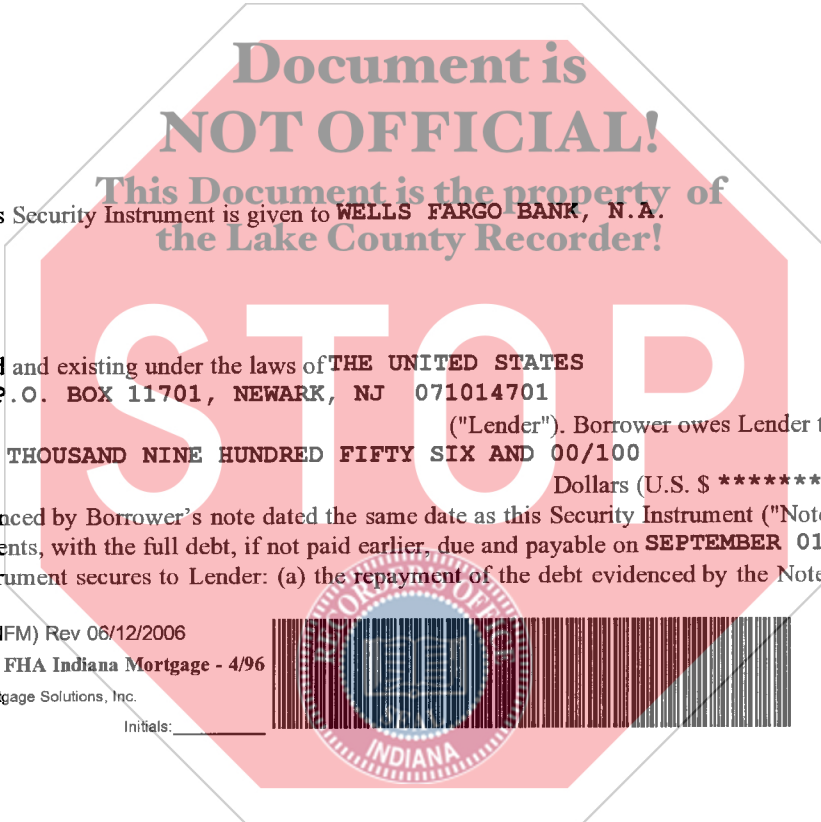 Document is
NOT OFFICIAL!
This Document is the property of
Security Instrument is given to WELLS FARGO BANK, N.A.
the Lake County Recorder!
STOP
and existing under the laws of THE UNITED STATES
P.O. BOX 11701, NEWARK, NJ 071014701
("Lender"). Borrower owes Lender
THOUSAND NINE HUNDRED FIFTY SIX AND 00/100
Dollars (U.S. $ *******
nced by Borrower's note dated the same date as this Security Instrument ("Note
ents, with the full debt, if not paid earlier, due and payable on SEPTEMBER 01
rument secures to Lender: (a) the repayment of the debt evidenced by the Note
FM) Rev 06/12/2006
FHA Indiana Mortgage - 4/96
gage Solutions, Inc.
Initials:
RECORDER'S OFFICE
SEAL
INDIANA